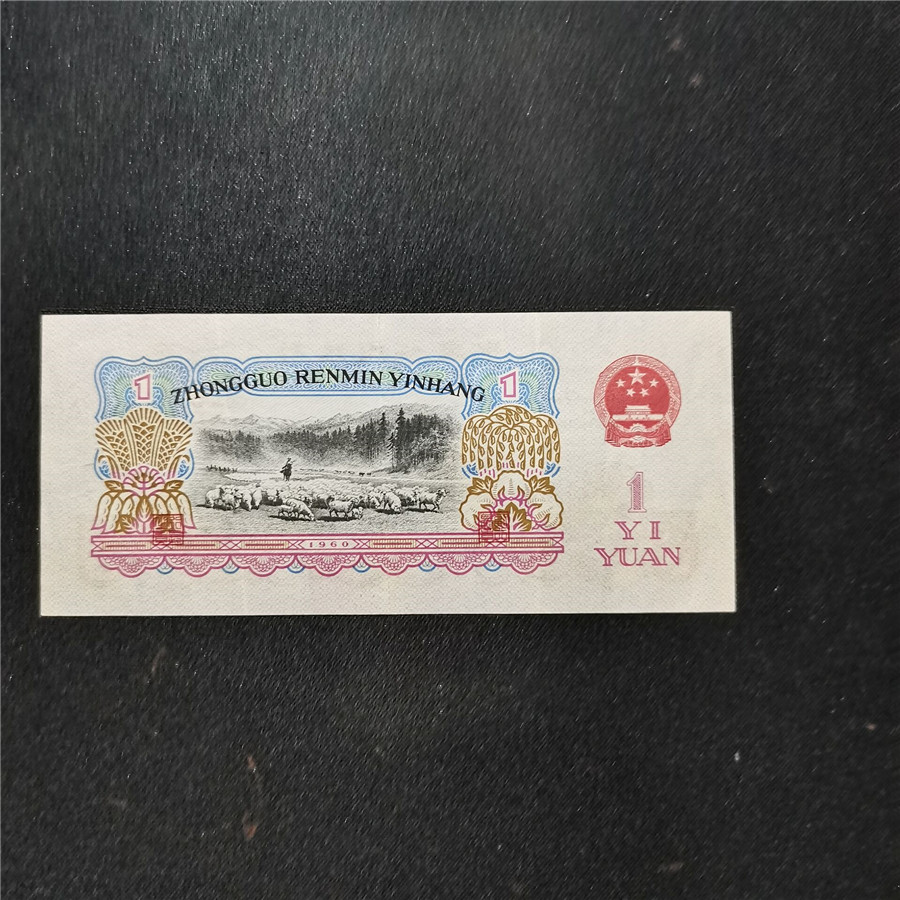 1 ZHONGGUO RENMIN YINHANG 1
1960
1
YI
YUAN